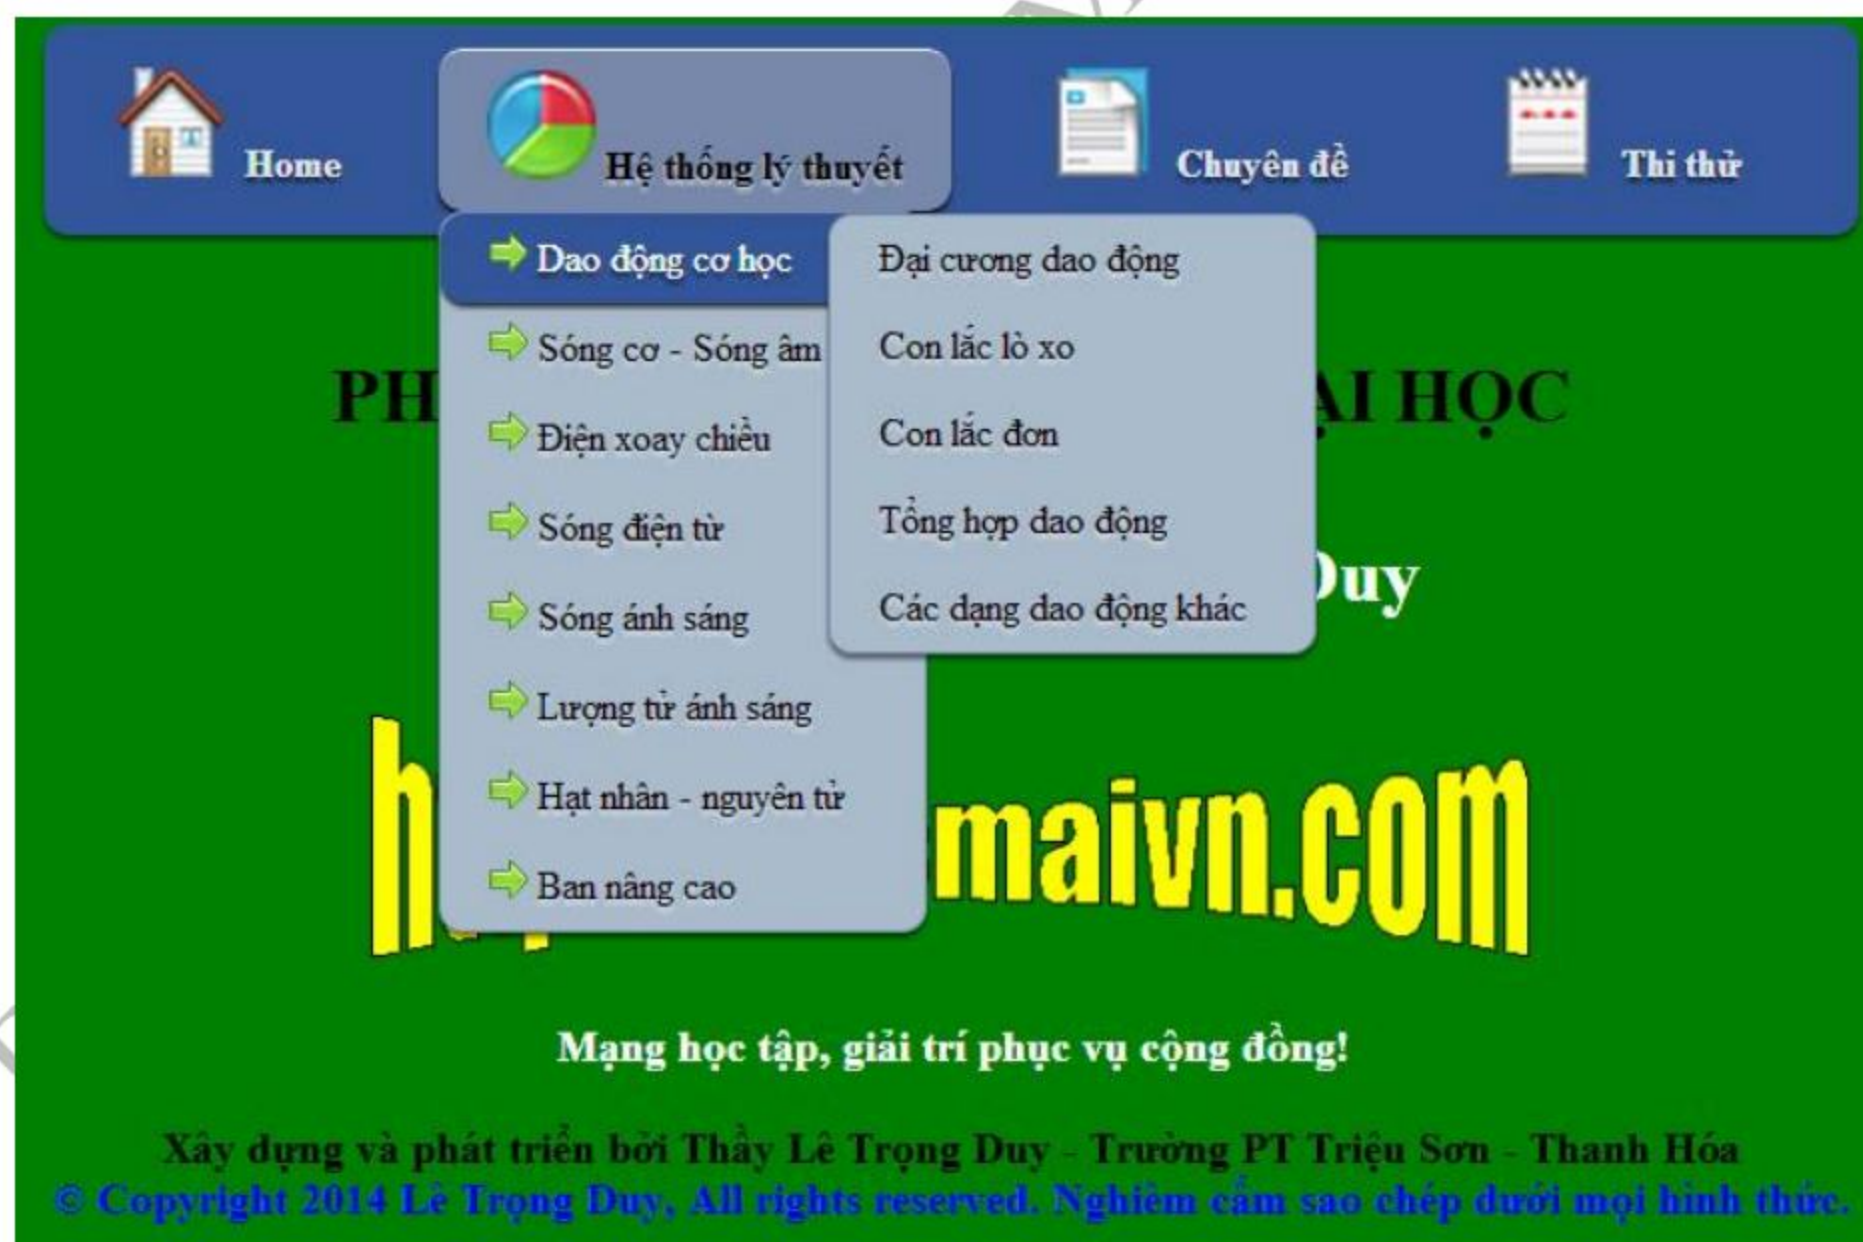 Home
Hệ thống lý thuyết
Chuyên đề
Thi thử
Dao động cơ học
Sóng cơ - Sóng âm
Điện xoay chiều
Sóng điện từ
Sóng ánh sáng
Lượng tử ánh sáng
Hạt nhân - nguyên tử
Ban nâng cao
Đại cương dao động
Con lắc lò xo
Con lắc đơn
Tổng hợp dao động
Các dạng dao động khác
HỌC
maivn.com
Mạng học tập, giải trí phục vụ cộng đồng!
Xây dựng và phát triển bởi Thầy Lê Trọng Duy - Trường PT Triệu Sơn - Thanh Hóa
© Copyright 2014 Lê Trọng Duy, All rights reserved. Nghiêm cấm sao chép dưới mọi hình thức.